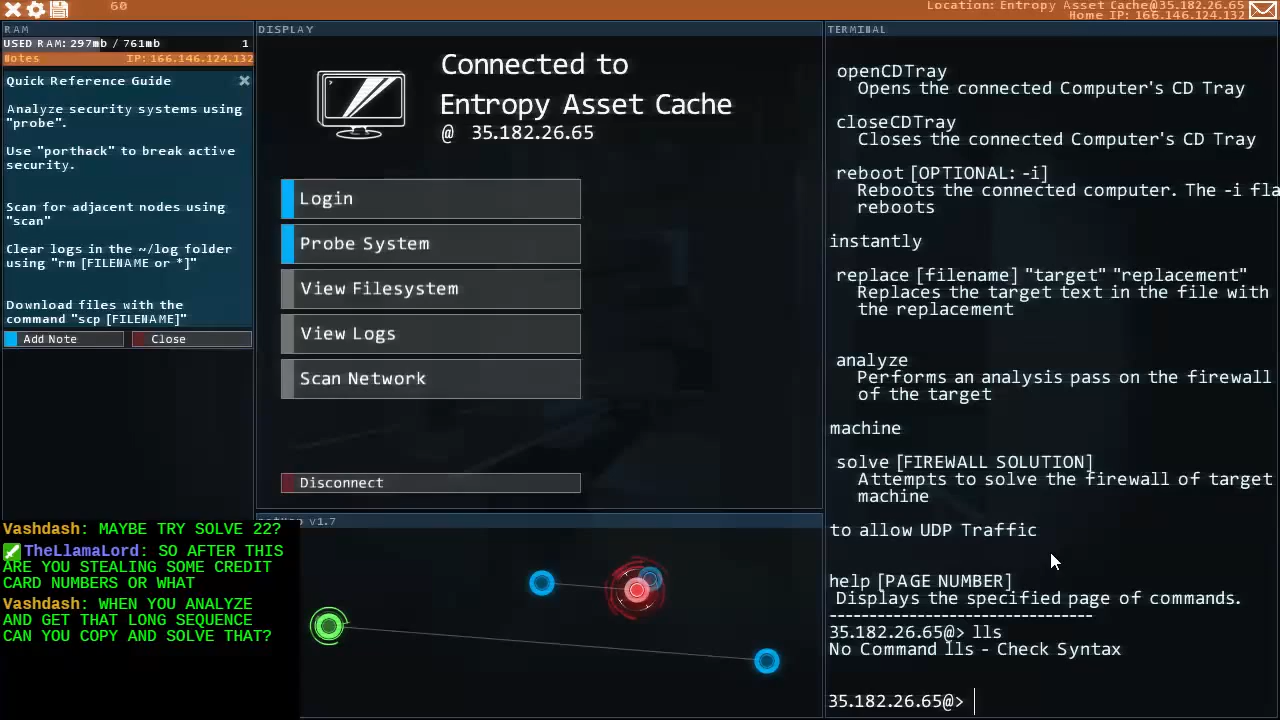 60
Location: Entropy Asset Cache@35.182.26.65
Home IP: 166.146.124.132
RAM
USED RAM: 297mb / 761mb 1
Notes IP: 166.146.124.132
Quick Reference Guide
Analyze security systems using
"probe".
Use "porthack" to break active
security.
Scan for adjacent nodes using
"scan"
Clear logs in the ~/log folder
using "rm [FILENAME or *]"
Download files with the
command "scp [FILENAME]"
Add Note
Close
Vashdash: MAYBE TRY SOLVE 22?
TheLlamaLord: SO AFTER THIS
ARE YOU STEALING SOME CREDIT
CARD NUMBERS OR WHAT
Vashdash: WHEN YOU ANALYZE
AND GET THAT LONG SEQUENCE
CAN YOU COPY AND SOLVE THAT?
DISPLAY
Connected to
Entropy Asset Cache
@ 35.182.26.65
Login
Probe System
View Filesystem
View Logs
Scan Network
Disconnect
v1.7
TERMINAL
openCDTray
Opens the connected Computer's CD Tray
closeCDTray
Closes the connected Computer's CD Tray
reboot [OPTIONAL: -i]
Reboots the connected computer. The -i fla
reboots
instantly
replace [filename] "target" "replacement"
Replaces the target text in the file with
the replacement
analyze
Performs an analysis pass on the firewall
of the target
machine
solve [FIREWALL SOLUTION]
Attempts to solve the firewall of target
machine
to allow UDP Traffic
help [PAGE NUMBER]
Displays the specified page of commands.
---------------------------------
35.182.26.65@> lls
No Command lls - Check Syntax
35.182.26.65@>